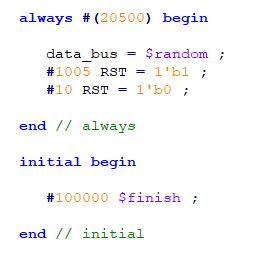 always #(20500) begin
data_bus = $random ;
#1005 RST = 1'b1 ;
#10 RST = 1'b0 ;
end // always
initial begin
#100000 $finish ;
end // initial